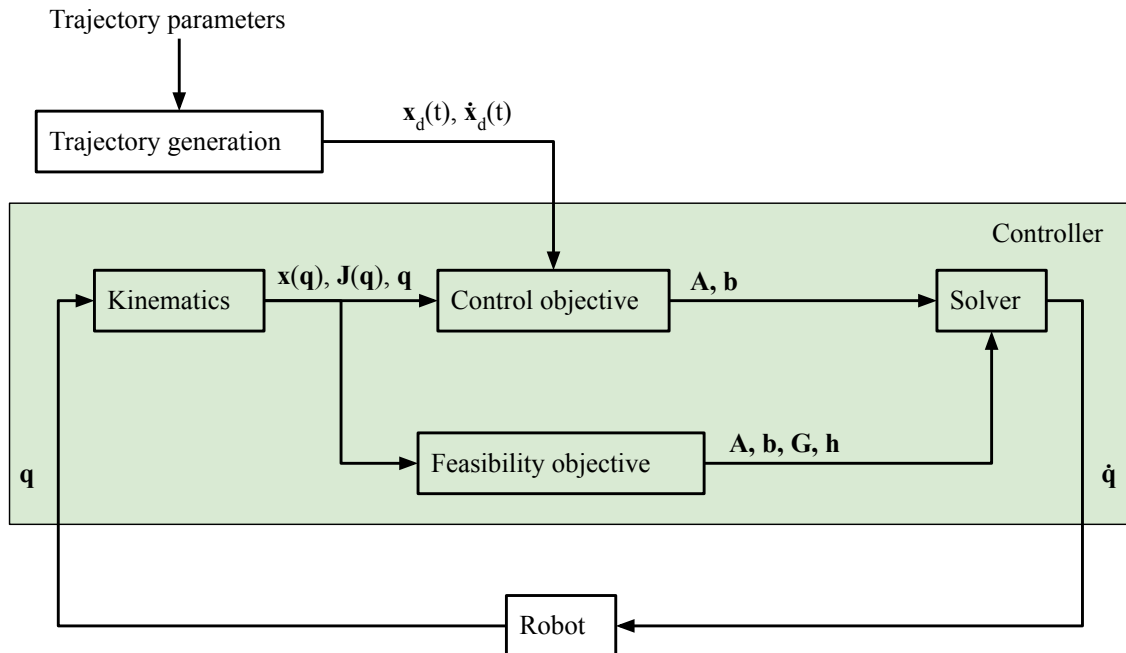 Trajectory parameters
x_d(t), ẋ_d(t)
Trajectory generation
Controller
x(q), J(q), q
A, b
Kinematics
Control objective
Solver
A, b, G, h
Feasibility objective
q
q̇
Robot